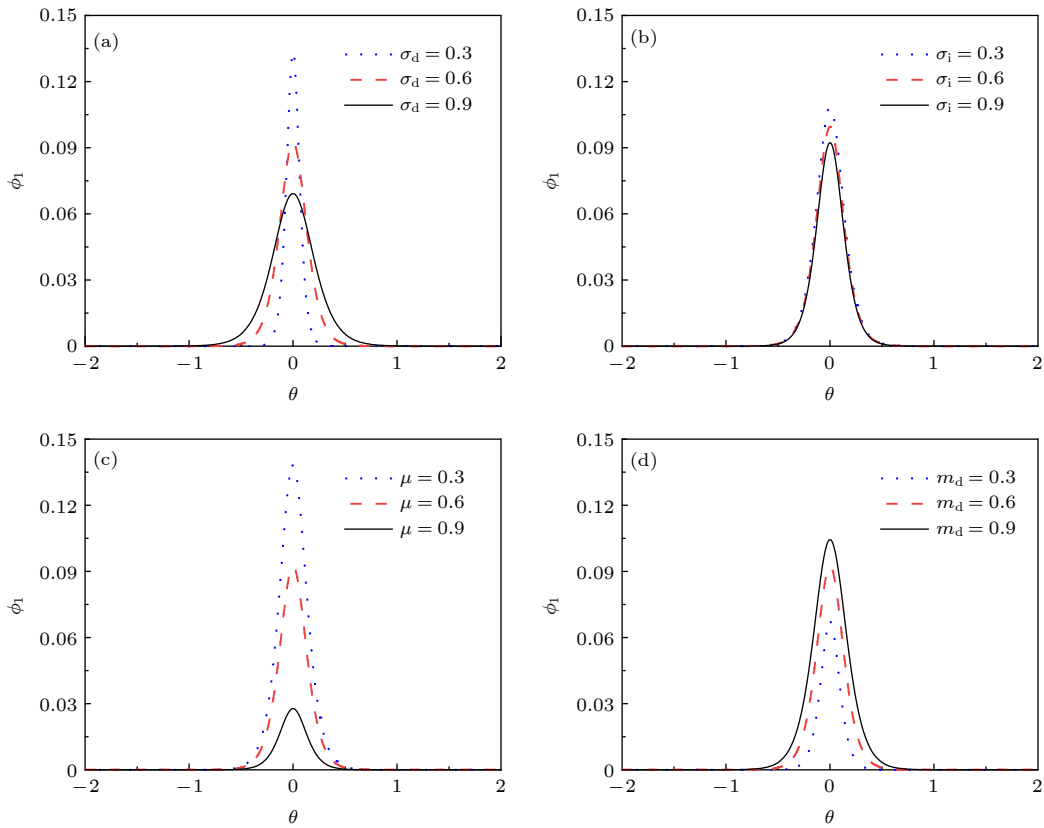 (a)
σd = 0.3
σd = 0.6
σd = 0.9
0.15
0.12
0.09
0.06
0.03
0
ϕ1
−2 −1 0 1 2
θ
(b)
σi = 0.3
σi = 0.6
σi = 0.9
0.15
0.12
0.09
0.06
0.03
0
ϕ1
−2 −1 0 1 2
θ
(c)
μ = 0.3
μ = 0.6
μ = 0.9
0.15
0.12
0.09
0.06
0.03
0
ϕ1
−2 −1 0 1 2
θ
(d)
md = 0.3
md = 0.6
md = 0.9
0.15
0.12
0.09
0.06
0.03
0
ϕ1
−2 −1 0 1 2
θ